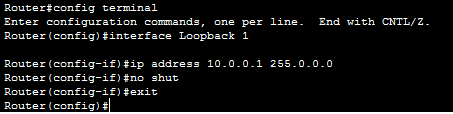 Router#config terminal
Enter configuration commands, one per line.  End with CNTL/Z.
Router(config)#interface Loopback 1
Router(config-if)#ip address 10.0.0.1 255.0.0.0
Router(config-if)#no shut
Router(config-if)#exit
Router(config)#